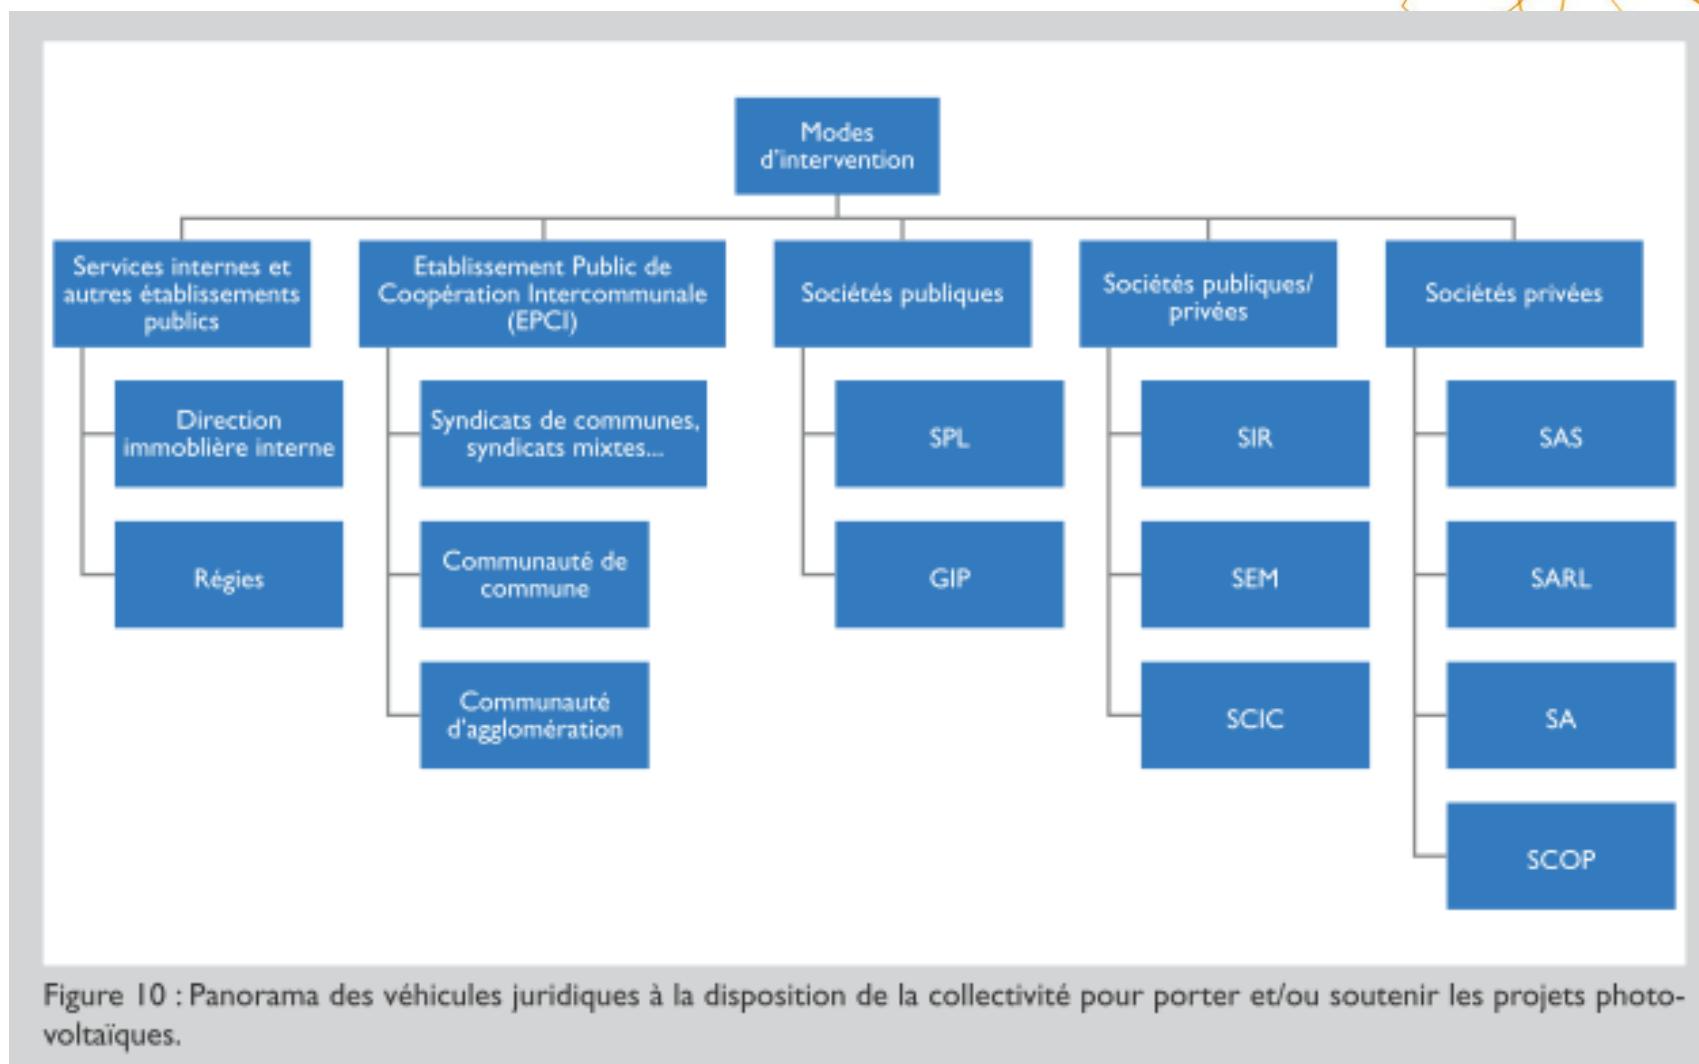 Modes
d'intervention
Services internes et
autres établissements
publics
Etablissement Public de
Coopération Intercommunale
(EPCI)
Sociétés publiques
Sociétés publiques/
privées
Sociétés privées
Direction
immoblière interne
Régies
Syndicats de communes,
syndicats mixtes...
Communauté de
commune
Communauté
d'agglomération
SPL
GIP
SIR
SEM
SCIC
SAS
SARL
SA
SCOP
Figure 10 : Panorama des véhicules juridiques à la disposition de la collectivité pour porter et/ou soutenir les projets photo-
voltaïques.